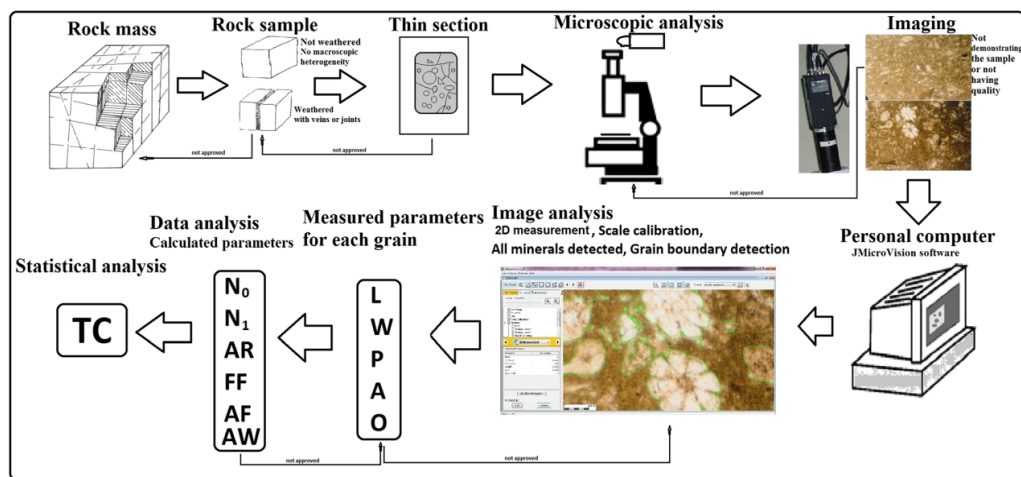 Rock mass
Rock sample
Not weathered
No macroscopic
heterogeneity
Weathered
with veins or joints
Thin section
Microscopic analysis
Imaging
Not
demonstrating
the sample
or not
having
quality
not approved
not approved
not approved
Personal computer
JMicroVision software
Image analysis
2D measurement, Scale calibration,
All minerals detected, Grain boundary detection
Measured parameters
for each grain
L
W
P
A
O
Data analysis
Calculated parameters
N0
N1
AR
FF
AF
AW
Statistical analysis
TC
not approved
not approved